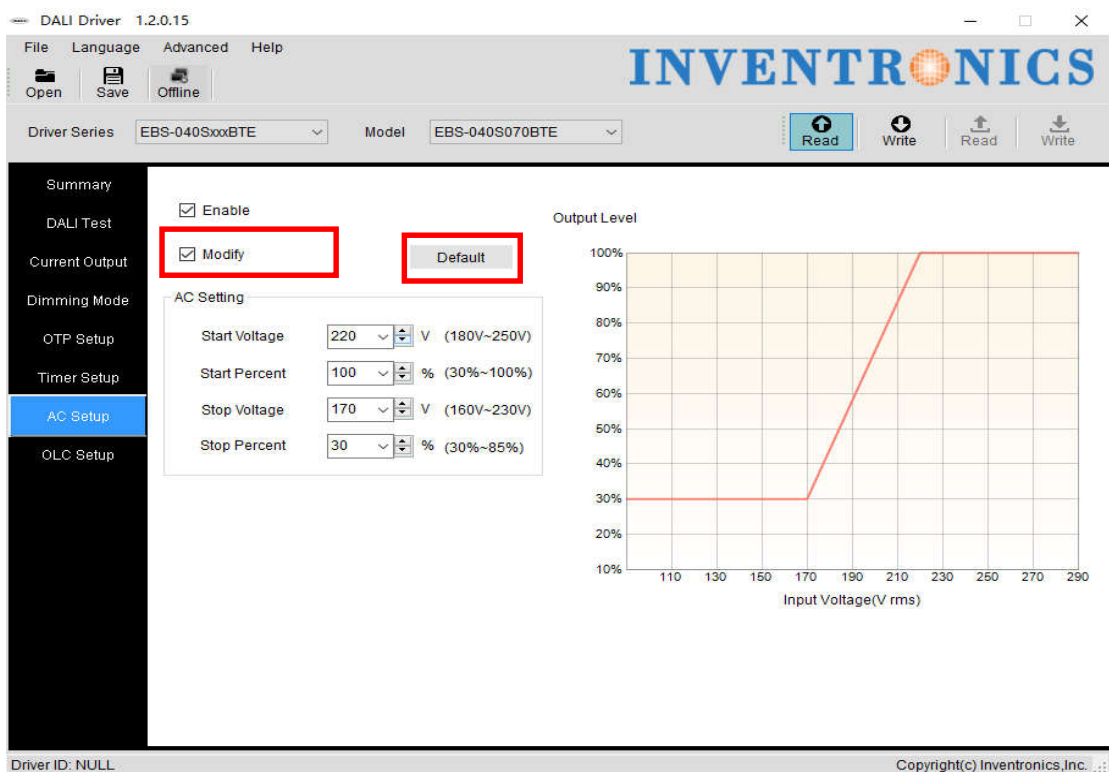 DALI Driver 1.2.0.15
File Language Advanced Help
INVENTRONICS
Open Save Offline
Driver Series EBS-040SxxxBTE Model EBS-040S070BTE Read Write Read Write
Summary
DALI Test
Current Output
Dimming Mode
OTP Setup
Timer Setup
AC Setup
OLC Setup
Enable
Modify Default
AC Setting
Start Voltage 220 V (180V~250V)
Start Percent 100 % (30%~100%)
Stop Voltage 170 V (160V~230V)
Stop Percent 30 % (30%~85%)
Output Level
100%
90%
80%
70%
60%
50%
40%
30%
20%
10%
110 130 150 170 190 210 230 250 270 290
Input Voltage(V rms)
Driver ID: NULL Copyright(c) Inventronics,Inc.